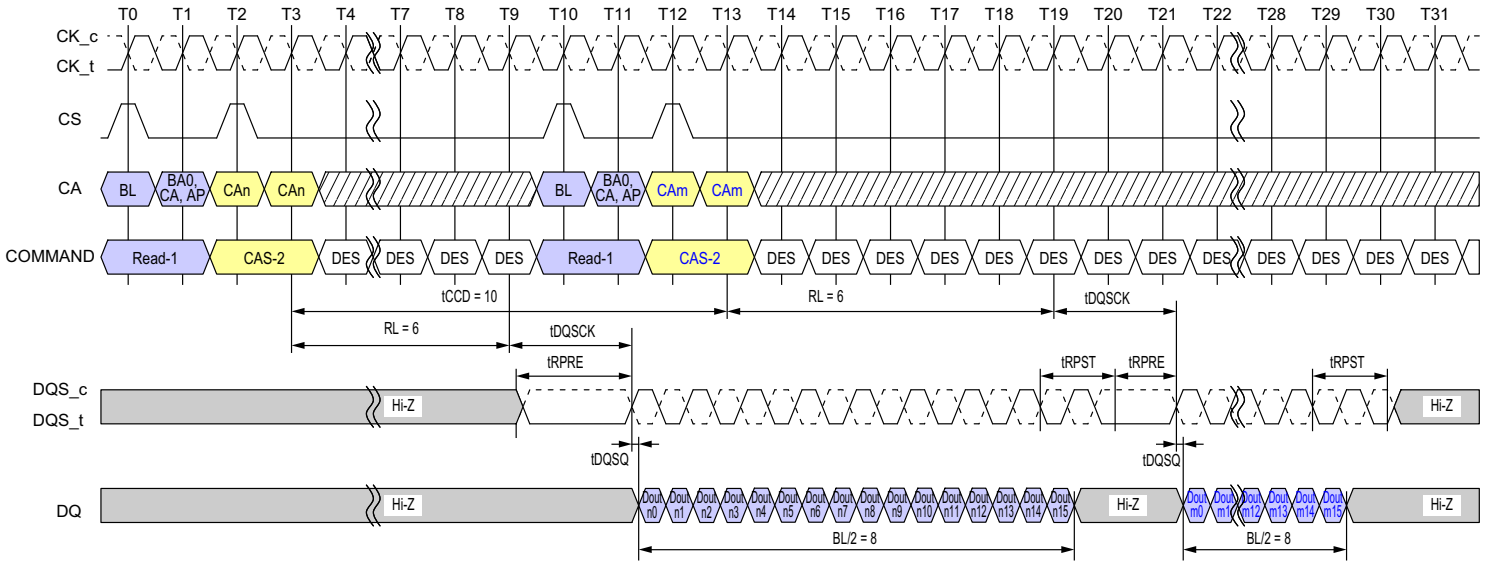 T0 T1 T2 T3 T4 T7 T8 T9 T10 T11 T12 T13 T14 T15 T16 T17 T18 T19 T20 T21 T22 T28 T29 T30 T31
CK_c
CK_t
CS
CA BL BA0, CA, AP CAn CAn BL BA0, CA, AP CAm CAm
COMMAND Read-1 CAS-2 DES DES DES DES Read-1 CAS-2 DES DES DES DES DES DES DES DES DES DES DES DES DES
tCCD = 10 RL = 6 tDQSCK
RL = 6 tDQSCK
tRPRE tRPST tRPRE tRPST
DQS_c
DQS_t
Hi-Z Hi-Z
tDQSQ tDQSQ
DQ Hi-Z Dout n0 Dout n1 Dout n2 Dout n3 Dout n4 Dout n5 Dout n6 Dout n7 Dout n8 Dout n9 Dout n10 Dout n11 Dout n12 Dout n13 Dout n14 Dout n15 Hi-Z Dout m0 Dout m1 Dout m12 Dout m13 Dout m14 Dout m15 Hi-Z
BL/2 = 8 BL/2 = 8